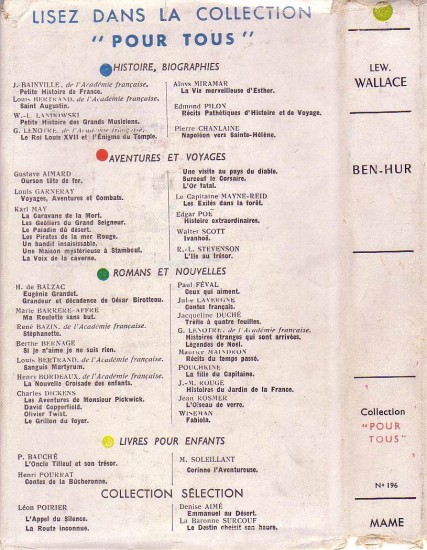 LISEZ DANS LA COLLECTION
"POUR TOUS"
HISTOIRE, BIOGRAPHIES
J. BAINVILLE, de l'Académie française.
Petite Histoire de France.
Louis BERTRAND, de l'Académie française.
Saint Augustin.
W.-L. LANDOWSKI
Petite Histoire des Grands Musiciens.
G. LENOTRE, de l'Académie française.
Le Roi Louis XVII et l'Énigme du Temple.
Aloys MIRAMAR
La Vie merveilleuse d'Esther.
Edmond PILON
Récits Pathétiques d'Histoire et de Voyage.
Pierre CHANLAINE
Napoléon vers Sainte-Hélène.
AVENTURES ET VOYAGES
Gustave AIMARD
Ourson tête de fer.
Louis GARNERAY
Voyages, Aventures et Combats.
Karl MAY
La Caravane de la Mort.
Les Geôliers du Grand Seigneur.
Le Paladin du désert.
Les Pirates de la mer Rouge.
Un bandit insaisissable.
Une Maison mystérieuse à Stamboul.
La Voix de la caverne.
Une visite au pays du diable.
Surcouf le Corsaire.
L'Or fatal.
Le Capitaine MAYNE-REID
Les Exilés dans la forêt.
Edgar POE
Histoire extraordinaires.
Walter SCOTT
Ivanhoé.
R.-L. STEVENSON
L'Ile au trésor.
ROMANS ET NOUVELLES
H. de BALZAC
Eugénie Grandet.
Grandeur et décadence de César Birotteau.
Marie BARRÈRE-AFFRE
Ma Roulotte sans but.
René BAZIN, de l'Académie française.
Stéphanette.
Berthe BERNAGE
Si je n'aime je ne suis rien.
Louis BERTRAND, de l'Académie française.
Sanguis Martyrum.
Henry BORDEAUX, de l'Académie française.
La Nouvelle Croisade des enfants.
Charles DICKENS
Les Aventures de Monsieur Pickwick.
David Copperfield.
Olivier Twist.
Le Grillon du foyer.
Paul FÉVAL
Ceux qui aiment.
Julie LAVERGNE
Contes français.
Jacqueline DUCHÉ
Trèfle à quatre feuilles.
G. LENOTRE, de l'Académie française.
Histoires étranges qui sont arrivées.
Légendes de Noël.
Maurice MAINDRON
Récits du temps passé.
POUCHKINE
La fille du Capitaine.
J.-M. ROUGÉ
Histoires du Jardin de la France.
Jean ROSMER
L'Oiseau de verre.
WISEMAN
Fabiola.
LIVRES POUR ENFANTS
P. BAUCHÉ
L'Oncle Tilleul et son trésor.
Henri POURRAT
Contes de la Bûcheronne.
M. SOLEILLANT
Corinne l'Aventureuse.
COLLECTION SÉLECTION
Léon POIRIER
L'Appel du Silence.
La Route inconnue.
Denise AIMÉ
Emmanuel au Désert.
La Baronne SURCOUF
Le Destin choisit son heure.
LEW.
WALLACE
BEN-HUR
Collection
"POUR
TOUS"
N° 196
MAME